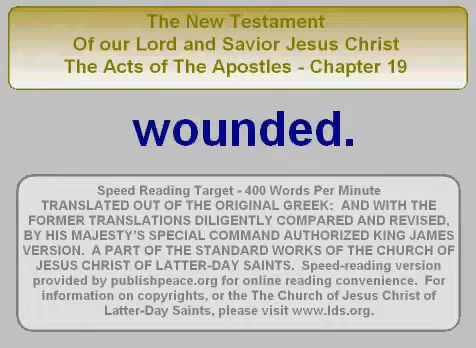 The New Testament
Of our Lord and Savior Jesus Christ
The Acts of The Apostles - Chapter 19
wounded.
Speed Reading Target - 400 Words Per Minute
TRANSLATED OUT OF THE ORIGINAL GREEK:  AND WITH THE
FORMER TRANSLATIONS DILIGENTLY COMPARED AND REVISED,
BY HIS MAJESTY'S SPECIAL COMMAND AUTHORIZED KING JAMES
VERSION.  A PART OF THE STANDARD WORKS OF THE CHURCH OF
JESUS CHRIST OF LATTER-DAY SAINTS.  Speed-reading version
provided by publishpeace.org for online reading convenience.  For
information on copyrights, or the The Church of Jesus Christ of
Latter-Day Saints, please visit www.lds.org.